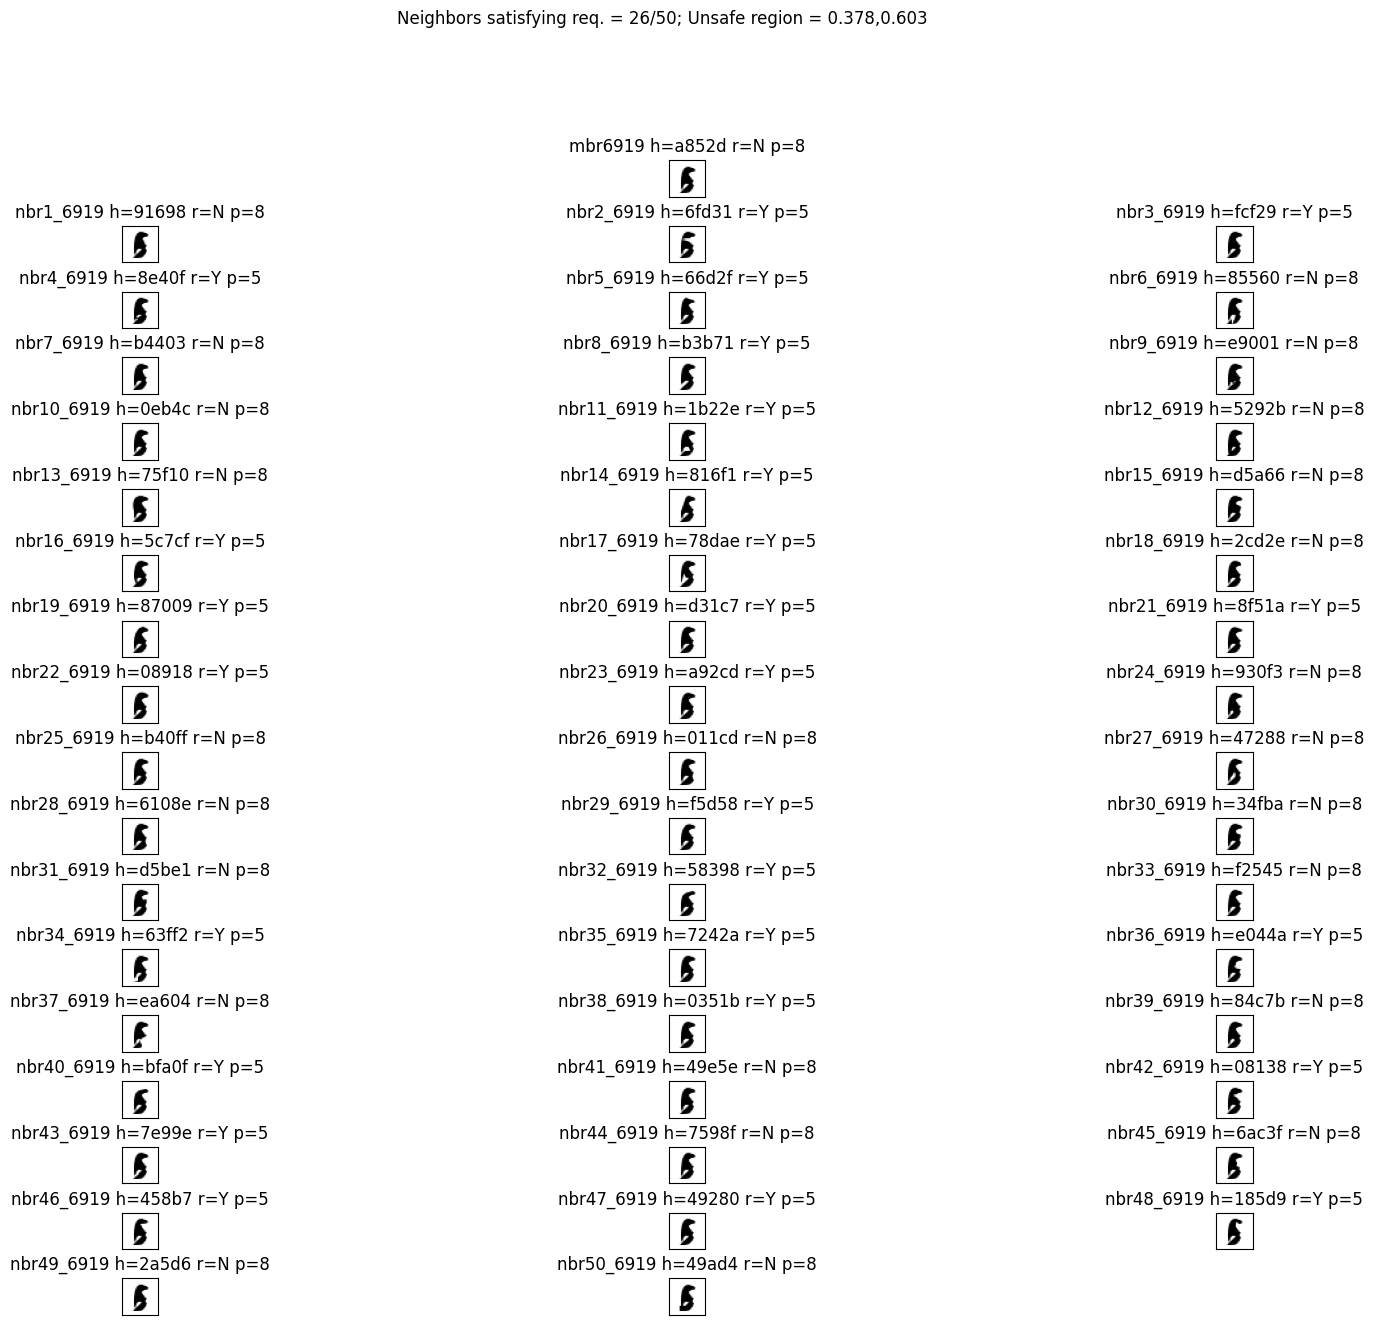 Neighbors satisfying req. = 26/50; Unsafe region = 0.378,0.603
mbr6919 h=a852d r=N p=8
nbr1_6919 h=91698 r=N p=8
nbr2_6919 h=6fd31 r=Y p=5
nbr3_6919 h=fcf29 r=Y p=5
nbr4_6919 h=8e40f r=Y p=5
nbr5_6919 h=66d2f r=Y p=5
nbr6_6919 h=85560 r=N p=8
nbr7_6919 h=b4403 r=N p=8
nbr8_6919 h=b3b71 r=Y p=5
nbr9_6919 h=e9001 r=N p=8
nbr10_6919 h=0eb4c r=N p=8
nbr11_6919 h=1b22e r=Y p=5
nbr12_6919 h=5292b r=N p=8
nbr13_6919 h=75f10 r=N p=8
nbr14_6919 h=816f1 r=Y p=5
nbr15_6919 h=d5a66 r=N p=8
nbr16_6919 h=5c7cf r=Y p=5
nbr17_6919 h=78dae r=Y p=5
nbr18_6919 h=2cd2e r=N p=8
nbr19_6919 h=87009 r=Y p=5
nbr20_6919 h=d31c7 r=Y p=5
nbr21_6919 h=8f51a r=Y p=5
nbr22_6919 h=08918 r=Y p=5
nbr23_6919 h=a92cd r=Y p=5
nbr24_6919 h=930f3 r=N p=8
nbr25_6919 h=b40ff r=N p=8
nbr26_6919 h=011cd r=N p=8
nbr27_6919 h=47288 r=N p=8
nbr28_6919 h=6108e r=N p=8
nbr29_6919 h=f5d58 r=Y p=5
nbr30_6919 h=34fba r=N p=8
nbr31_6919 h=d5be1 r=N p=8
nbr32_6919 h=58398 r=Y p=5
nbr33_6919 h=f2545 r=N p=8
nbr34_6919 h=63ff2 r=Y p=5
nbr35_6919 h=7242a r=Y p=5
nbr36_6919 h=e044a r=Y p=5
nbr37_6919 h=ea604 r=N p=8
nbr38_6919 h=0351b r=Y p=5
nbr39_6919 h=84c7b r=N p=8
nbr40_6919 h=bfa0f r=Y p=5
nbr41_6919 h=49e5e r=N p=8
nbr42_6919 h=08138 r=Y p=5
nbr43_6919 h=7e99e r=Y p=5
nbr44_6919 h=7598f r=N p=8
nbr45_6919 h=6ac3f r=N p=8
nbr46_6919 h=458b7 r=Y p=5
nbr47_6919 h=49280 r=Y p=5
nbr48_6919 h=185d9 r=Y p=5
nbr49_6919 h=2a5d6 r=N p=8
nbr50_6919 h=49ad4 r=N p=8